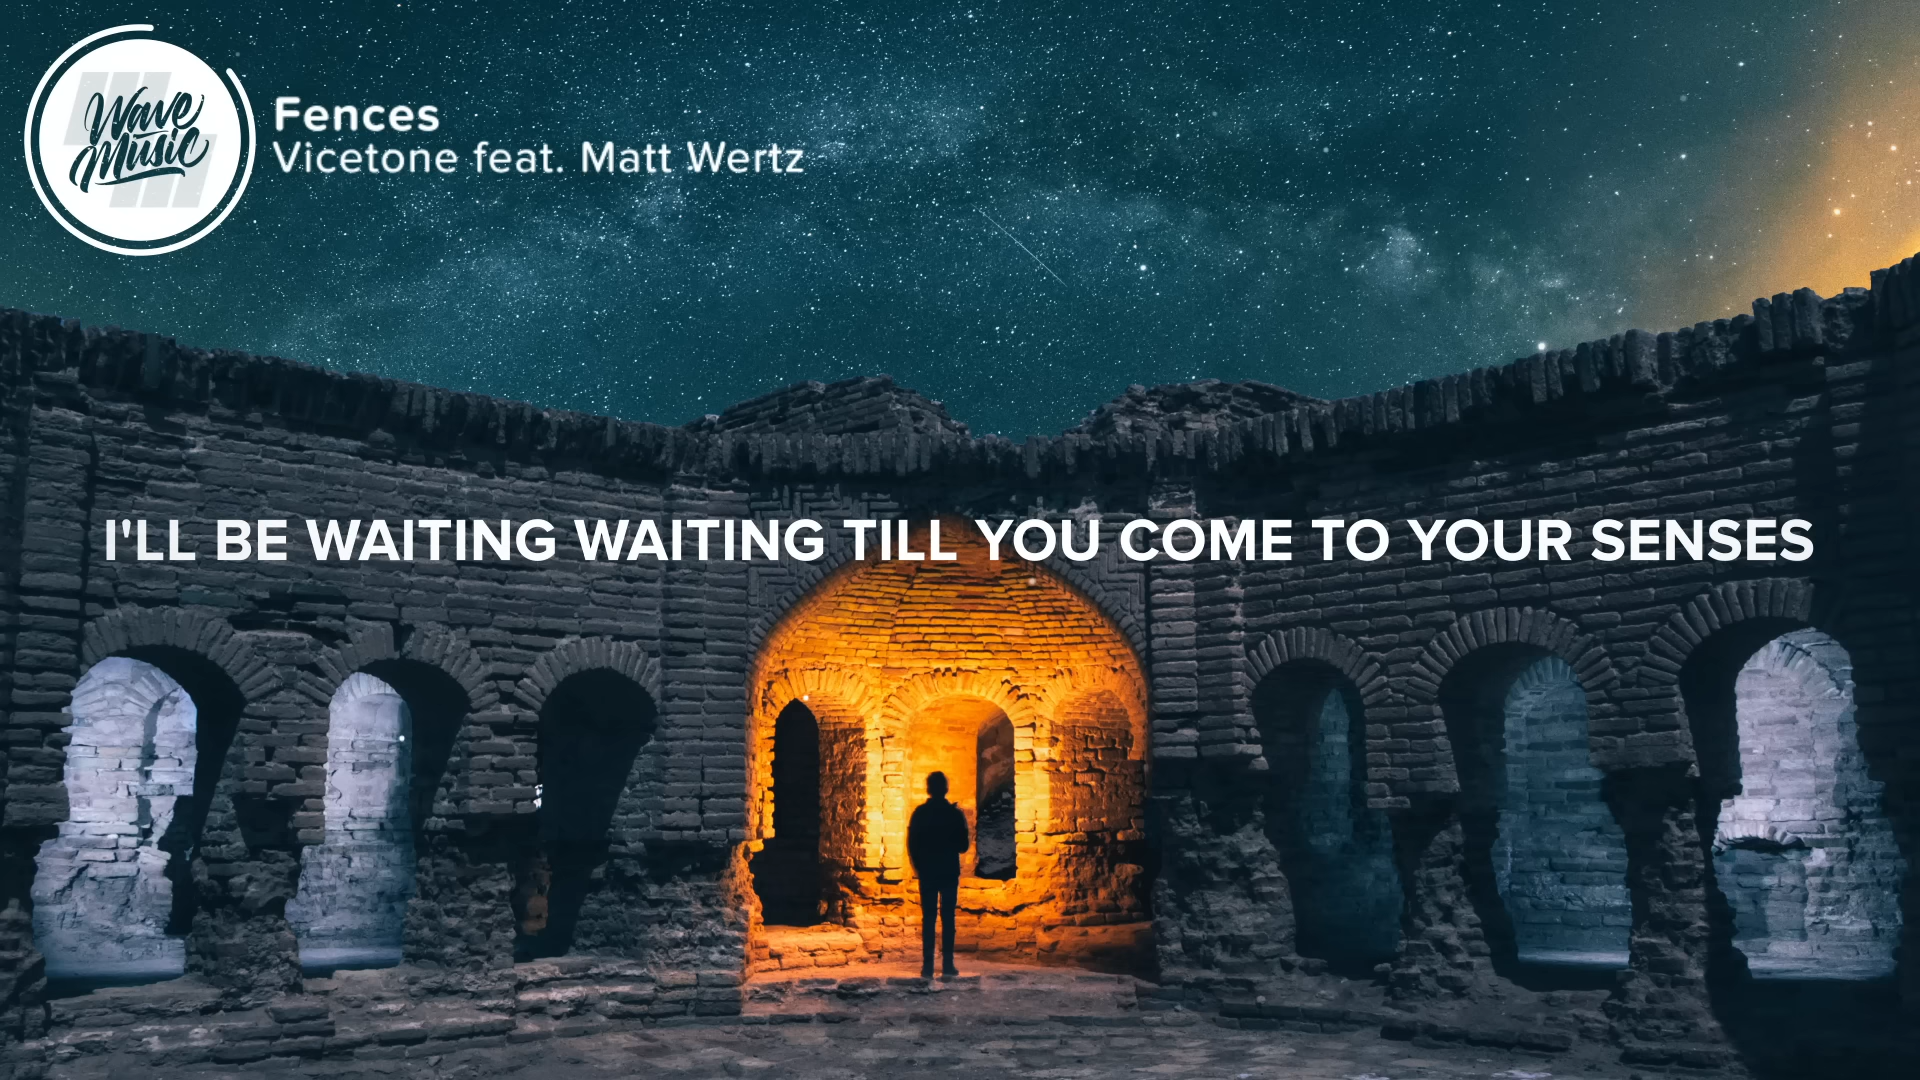 Wave
Music
Fences
Vicetone feat. Matt Wertz
I'LL BE WAITING WAITING TILL YOU COME TO YOUR SENSES